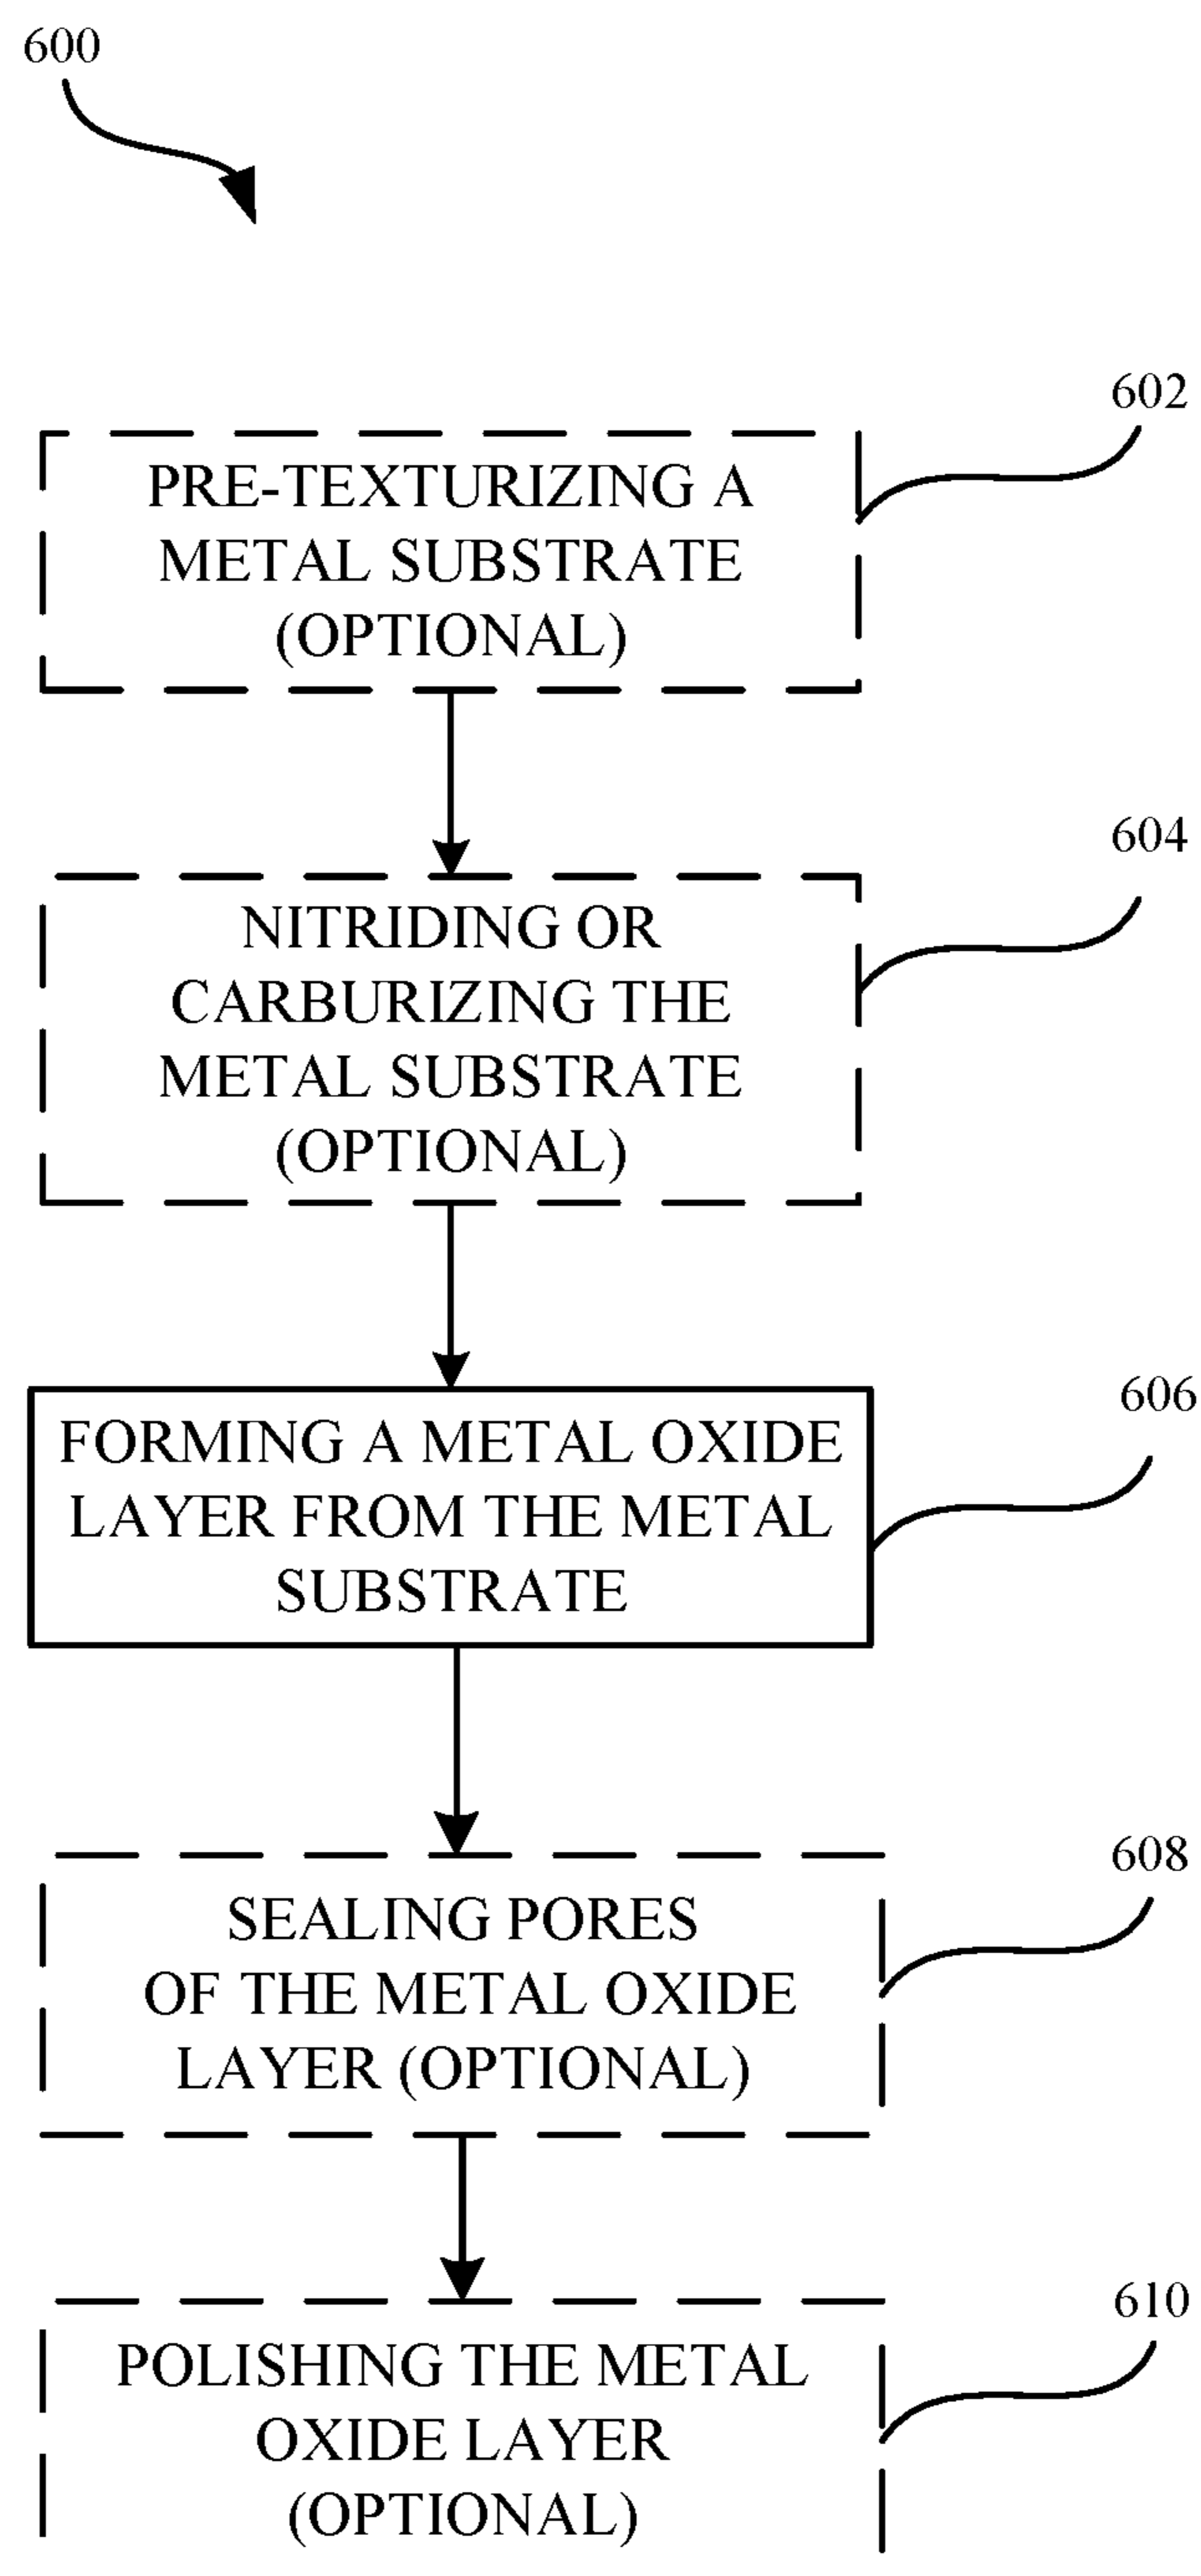 600
602
PRE-TEXTURIZING A
METAL SUBSTRATE
(OPTIONAL)
604
NITRIDING OR
CARBURIZING THE
METAL SUBSTRATE
(OPTIONAL)
606
FORMING A METAL OXIDE
LAYER FROM THE METAL
SUBSTRATE
608
SEALING PORES
OF THE METAL OXIDE
LAYER (OPTIONAL)
610
POLISHING THE METAL
OXIDE LAYER
(OPTIONAL)